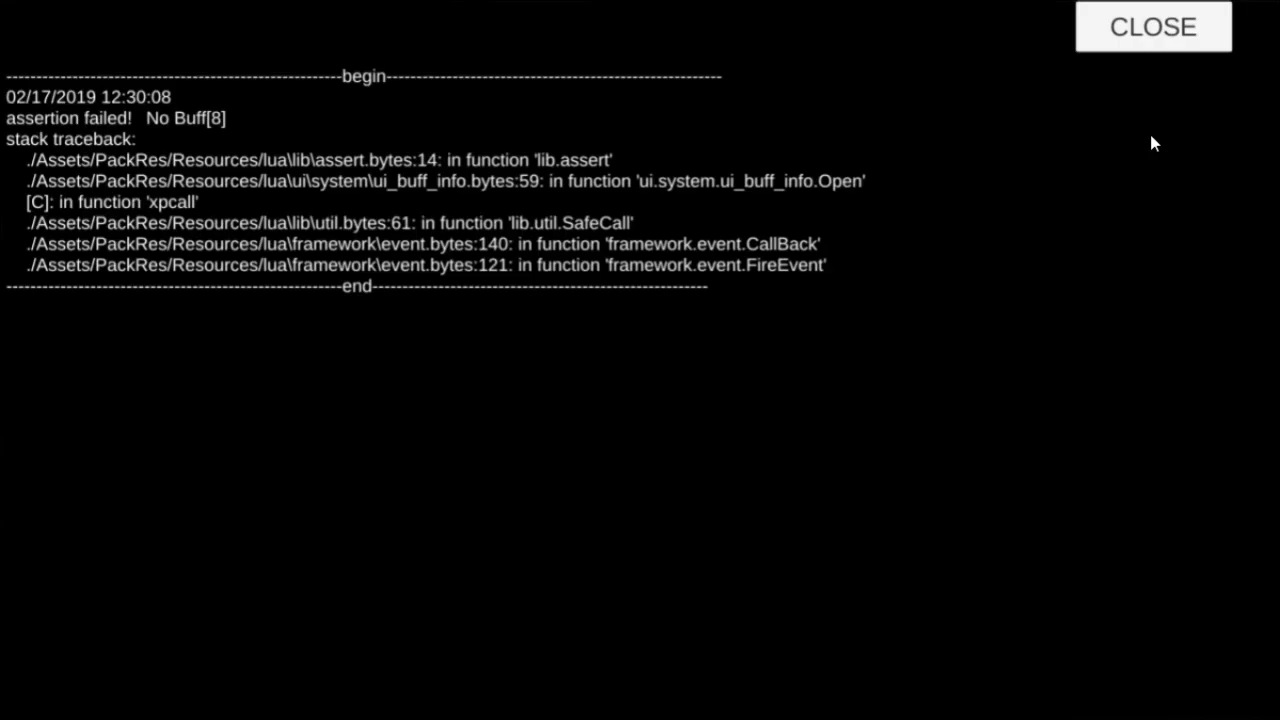 CLOSE
--------------------------------------------------------begin--------------------------------------------------------
02/17/2019 12:30:08
assertion failed!   No Buff[8]
stack traceback:
    ./Assets/PackRes/Resources/lua\lib\assert.bytes:14: in function 'lib.assert'
    ./Assets/PackRes/Resources/lua\ui\system\ui_buff_info.bytes:59: in function 'ui.system.ui_buff_info.Open'
    [C]: in function 'xpcall'
    ./Assets/PackRes/Resources/lua\lib\util.bytes:61: in function 'lib.util.SafeCall'
    ./Assets/PackRes/Resources/lua\framework\event.bytes:140: in function 'framework.event.CallBack'
    ./Assets/PackRes/Resources/lua\framework\event.bytes:121: in function 'framework.event.FireEvent'
--------------------------------------------------------end--------------------------------------------------------